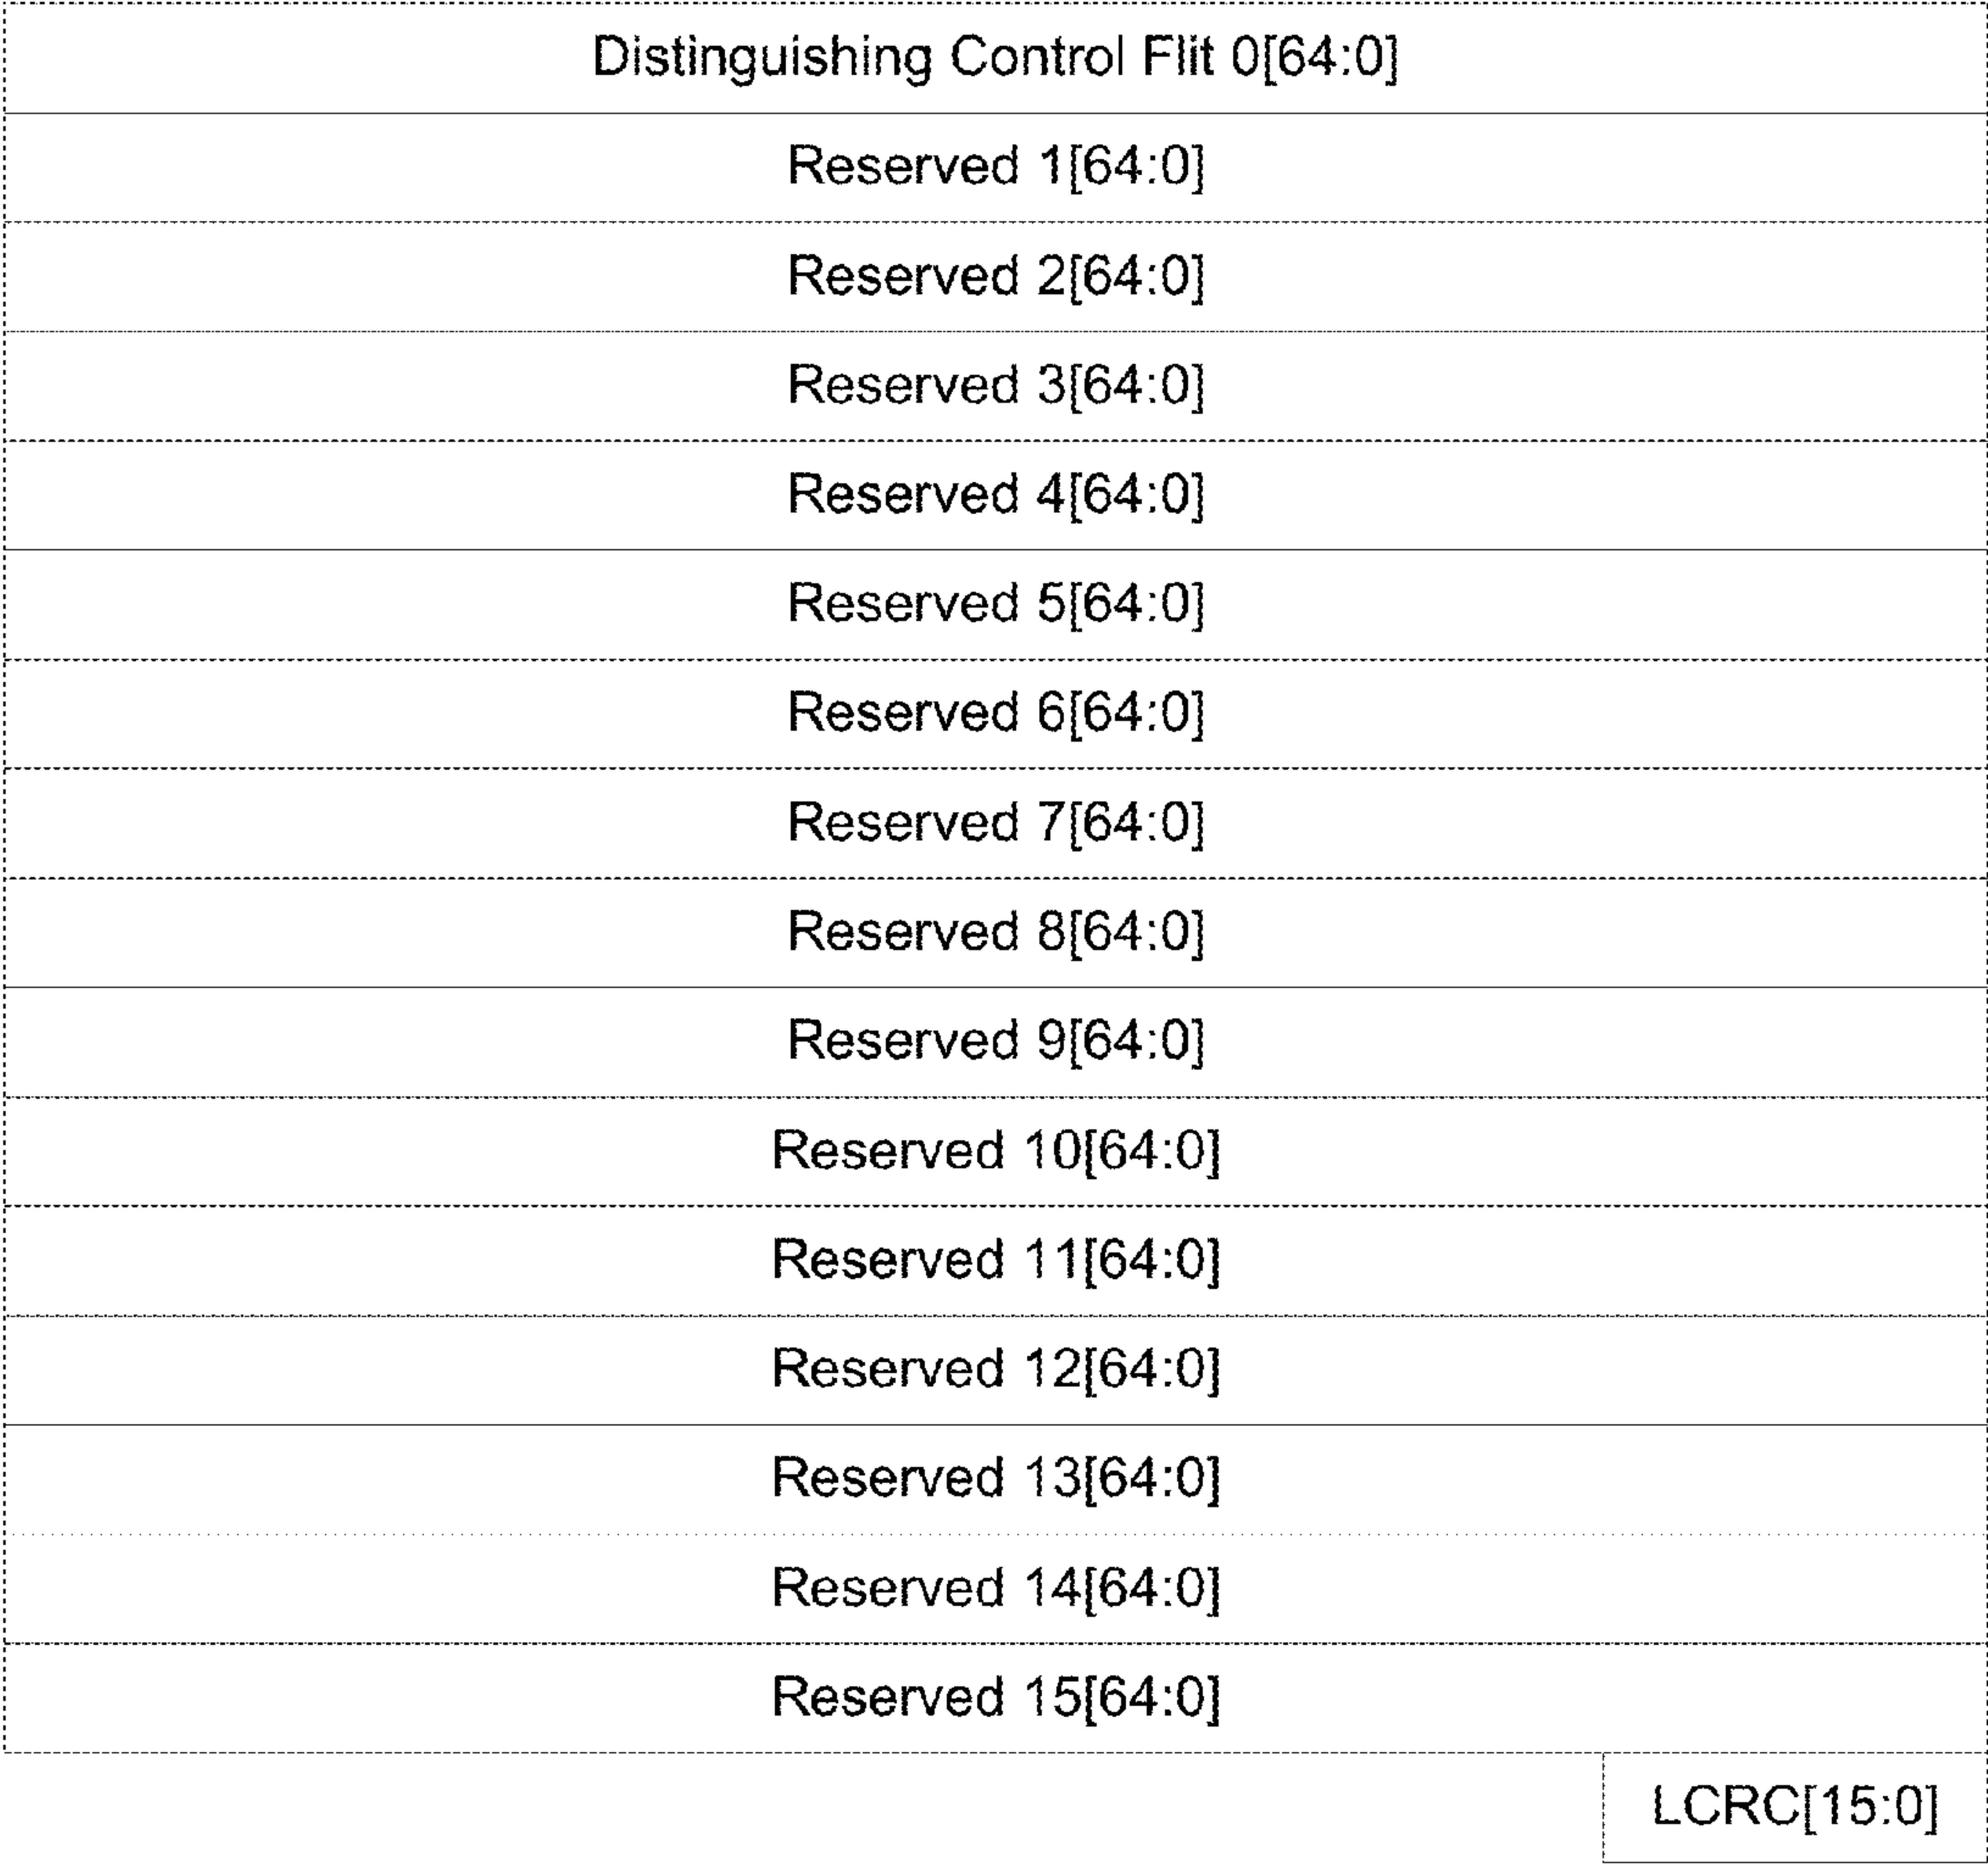 Distinguishing Control Flit 0[64:0]
Reserved 1[64:0]
Reserved 2[64:0]
Reserved 3[64:0]
Reserved 4[64:0]
Reserved 5[64:0]
Reserved 6[64:0]
Reserved 7[64:0]
Reserved 8[64:0]
Reserved 9[64:0]
Reserved 10[64:0]
Reserved 11[64:0]
Reserved 12[64:0]
Reserved 13[64:0]
Reserved 14[64:0]
Reserved 15[64:0]
LCRC[15:0]